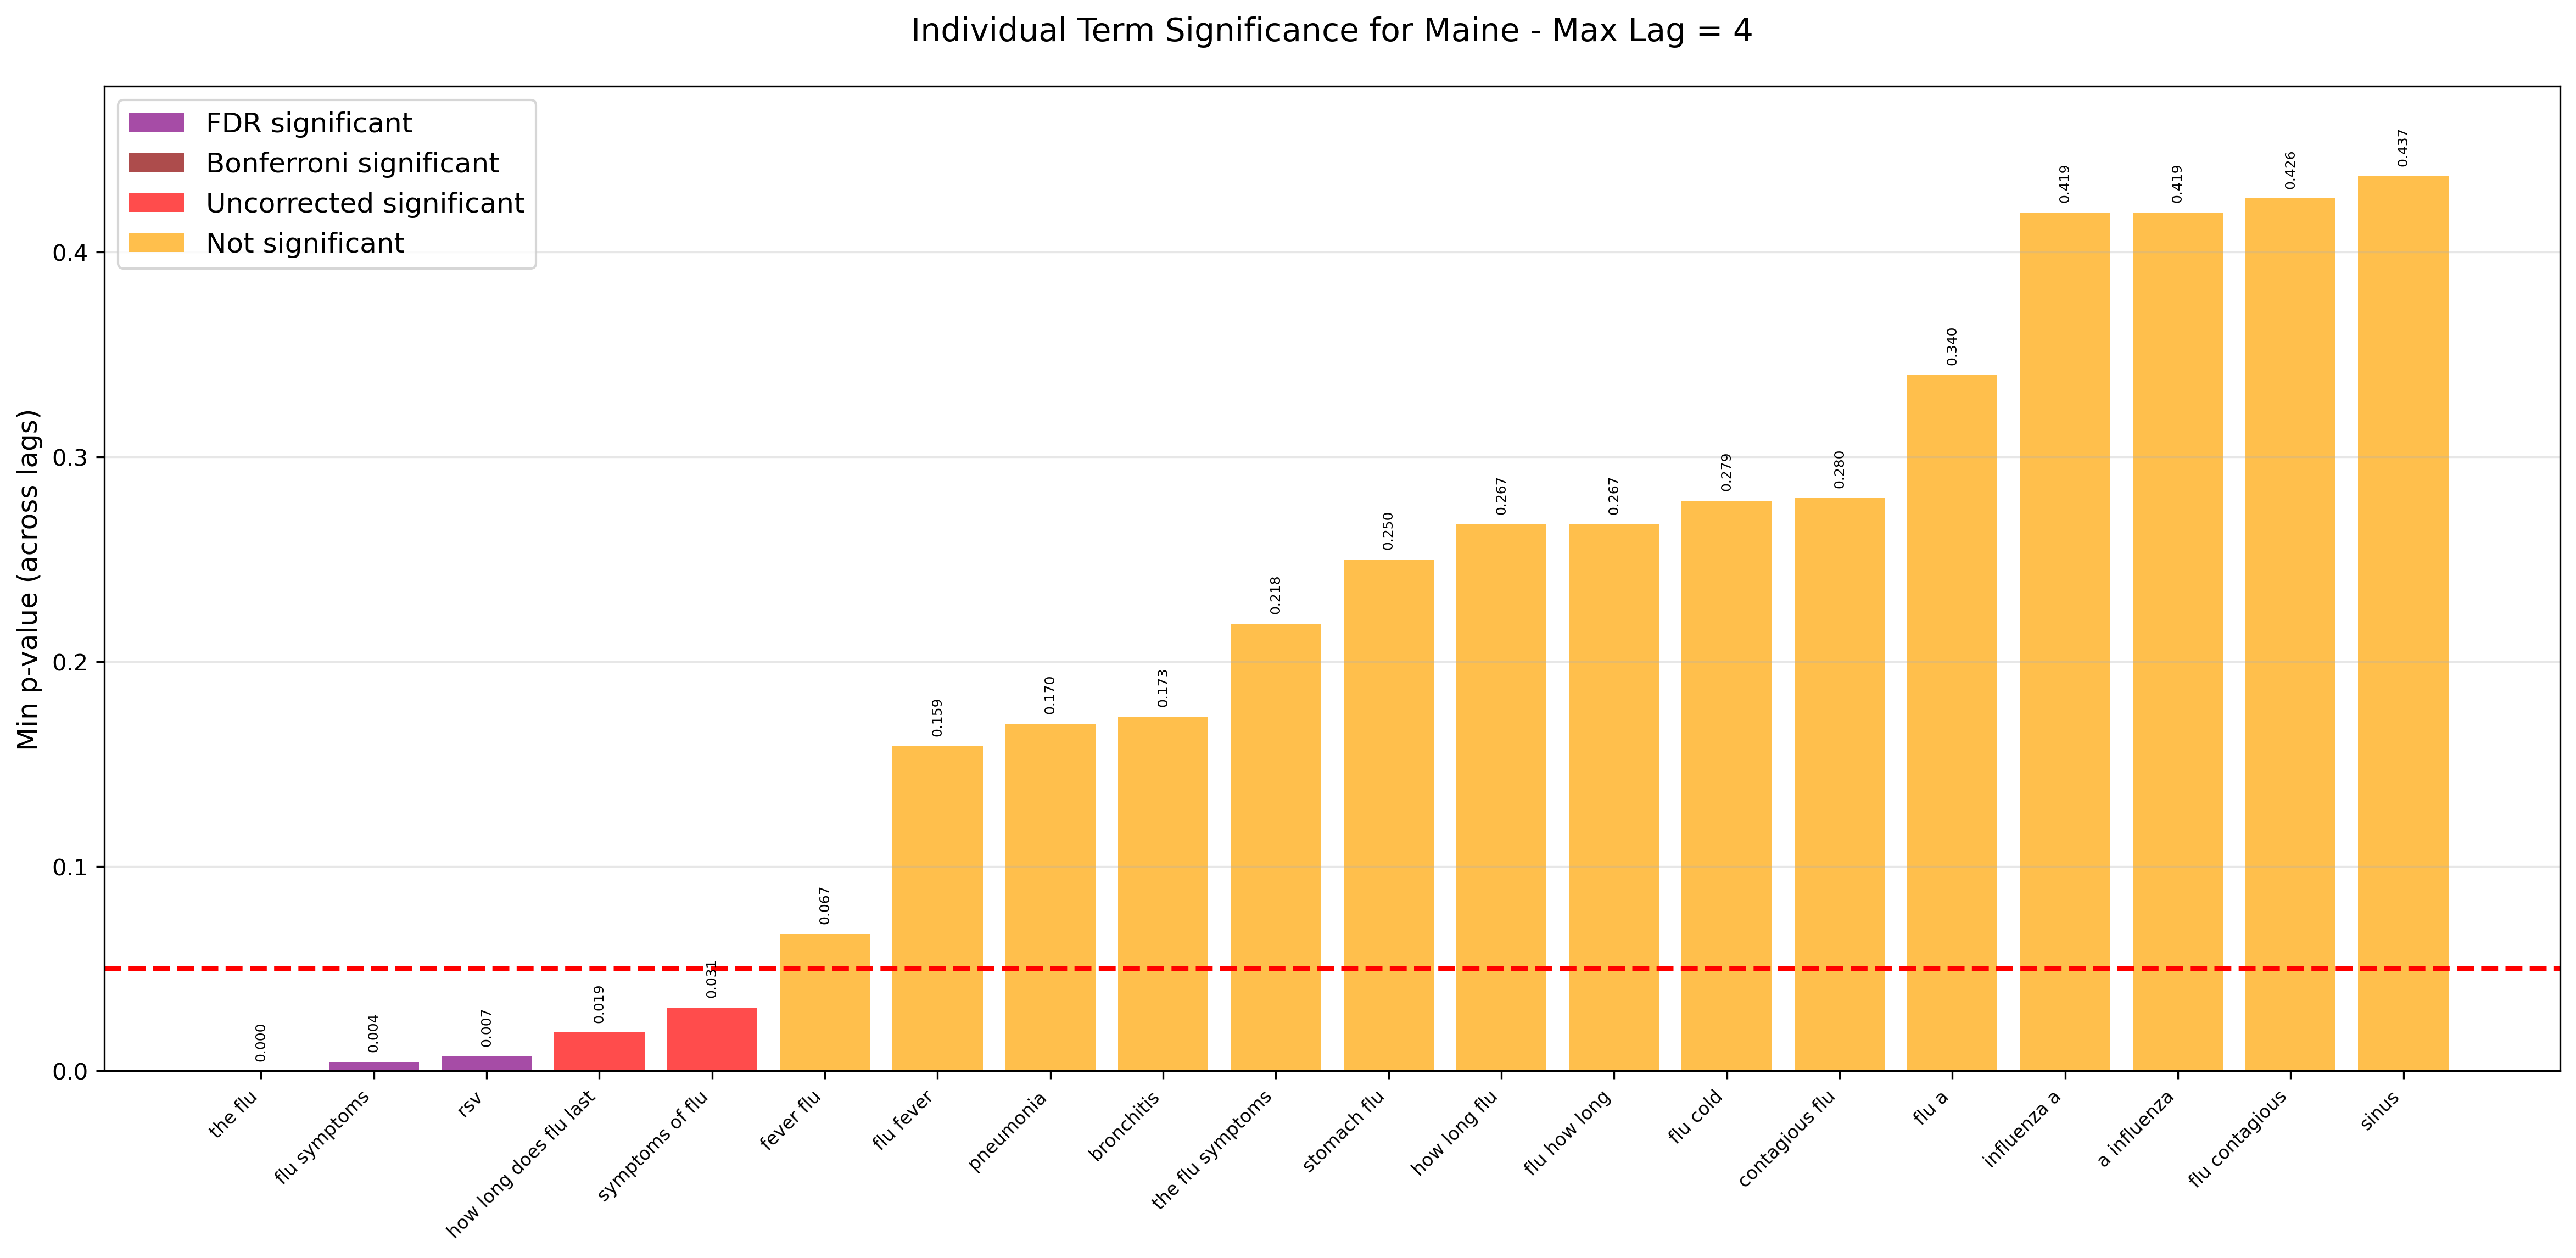 Individual Term Significance for Maine - Max Lag = 4
FDR significant
Bonferroni significant
Uncorrected significant
Not significant
Min p-value (across lags)
0.4
0.3
0.2
0.1
0.0
0.000
0.004
0.007
0.019
0.031
0.067
0.159
0.170
0.173
0.218
0.250
0.267
0.267
0.279
0.280
0.340
0.419
0.419
0.426
0.437
the flu
flu symptoms
rsv
how long does flu last
symptoms of flu
fever flu
flu fever
pneumonia
bronchitis
the flu symptoms
stomach flu
how long flu
flu how long
flu cold
contagious flu
flu a
influenza a
a influenza
flu contagious
sinus